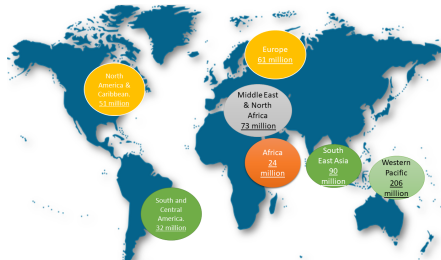 Europe
61 million
North
America &
Caribbean.
51 million
Middle East
& North
Africa
73 million
Africa
24
million
South
East Asia
90
million
Western
Pacific
206
million
South and
Central
America.
32 million